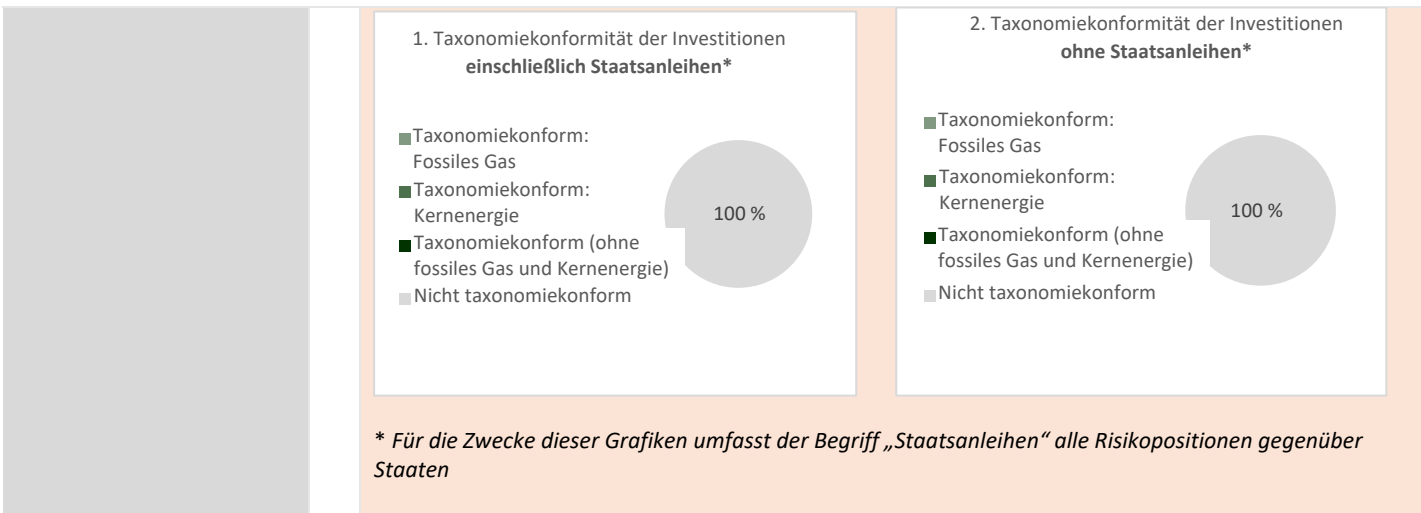 1. Taxonomiekonformität der Investitionen
einschließlich Staatsanleihen*
Taxonomiekonform:
Fossiles Gas
Taxonomiekonform:
Kernenergie
Taxonomiekonform (ohne
fossiles Gas und Kernenergie)
Nicht taxonomiekonform
100 %
2. Taxonomiekonformität der Investitionen
ohne Staatsanleihen*
Taxonomiekonform:
Fossiles Gas
Taxonomiekonform:
Kernenergie
Taxonomiekonform (ohne
fossiles Gas und Kernenergie)
Nicht taxonomiekonform
100 %
* Für die Zwecke dieser Grafiken umfasst der Begriff „Staatsanleihen“ alle Risikopositionen gegenüber
Staaten